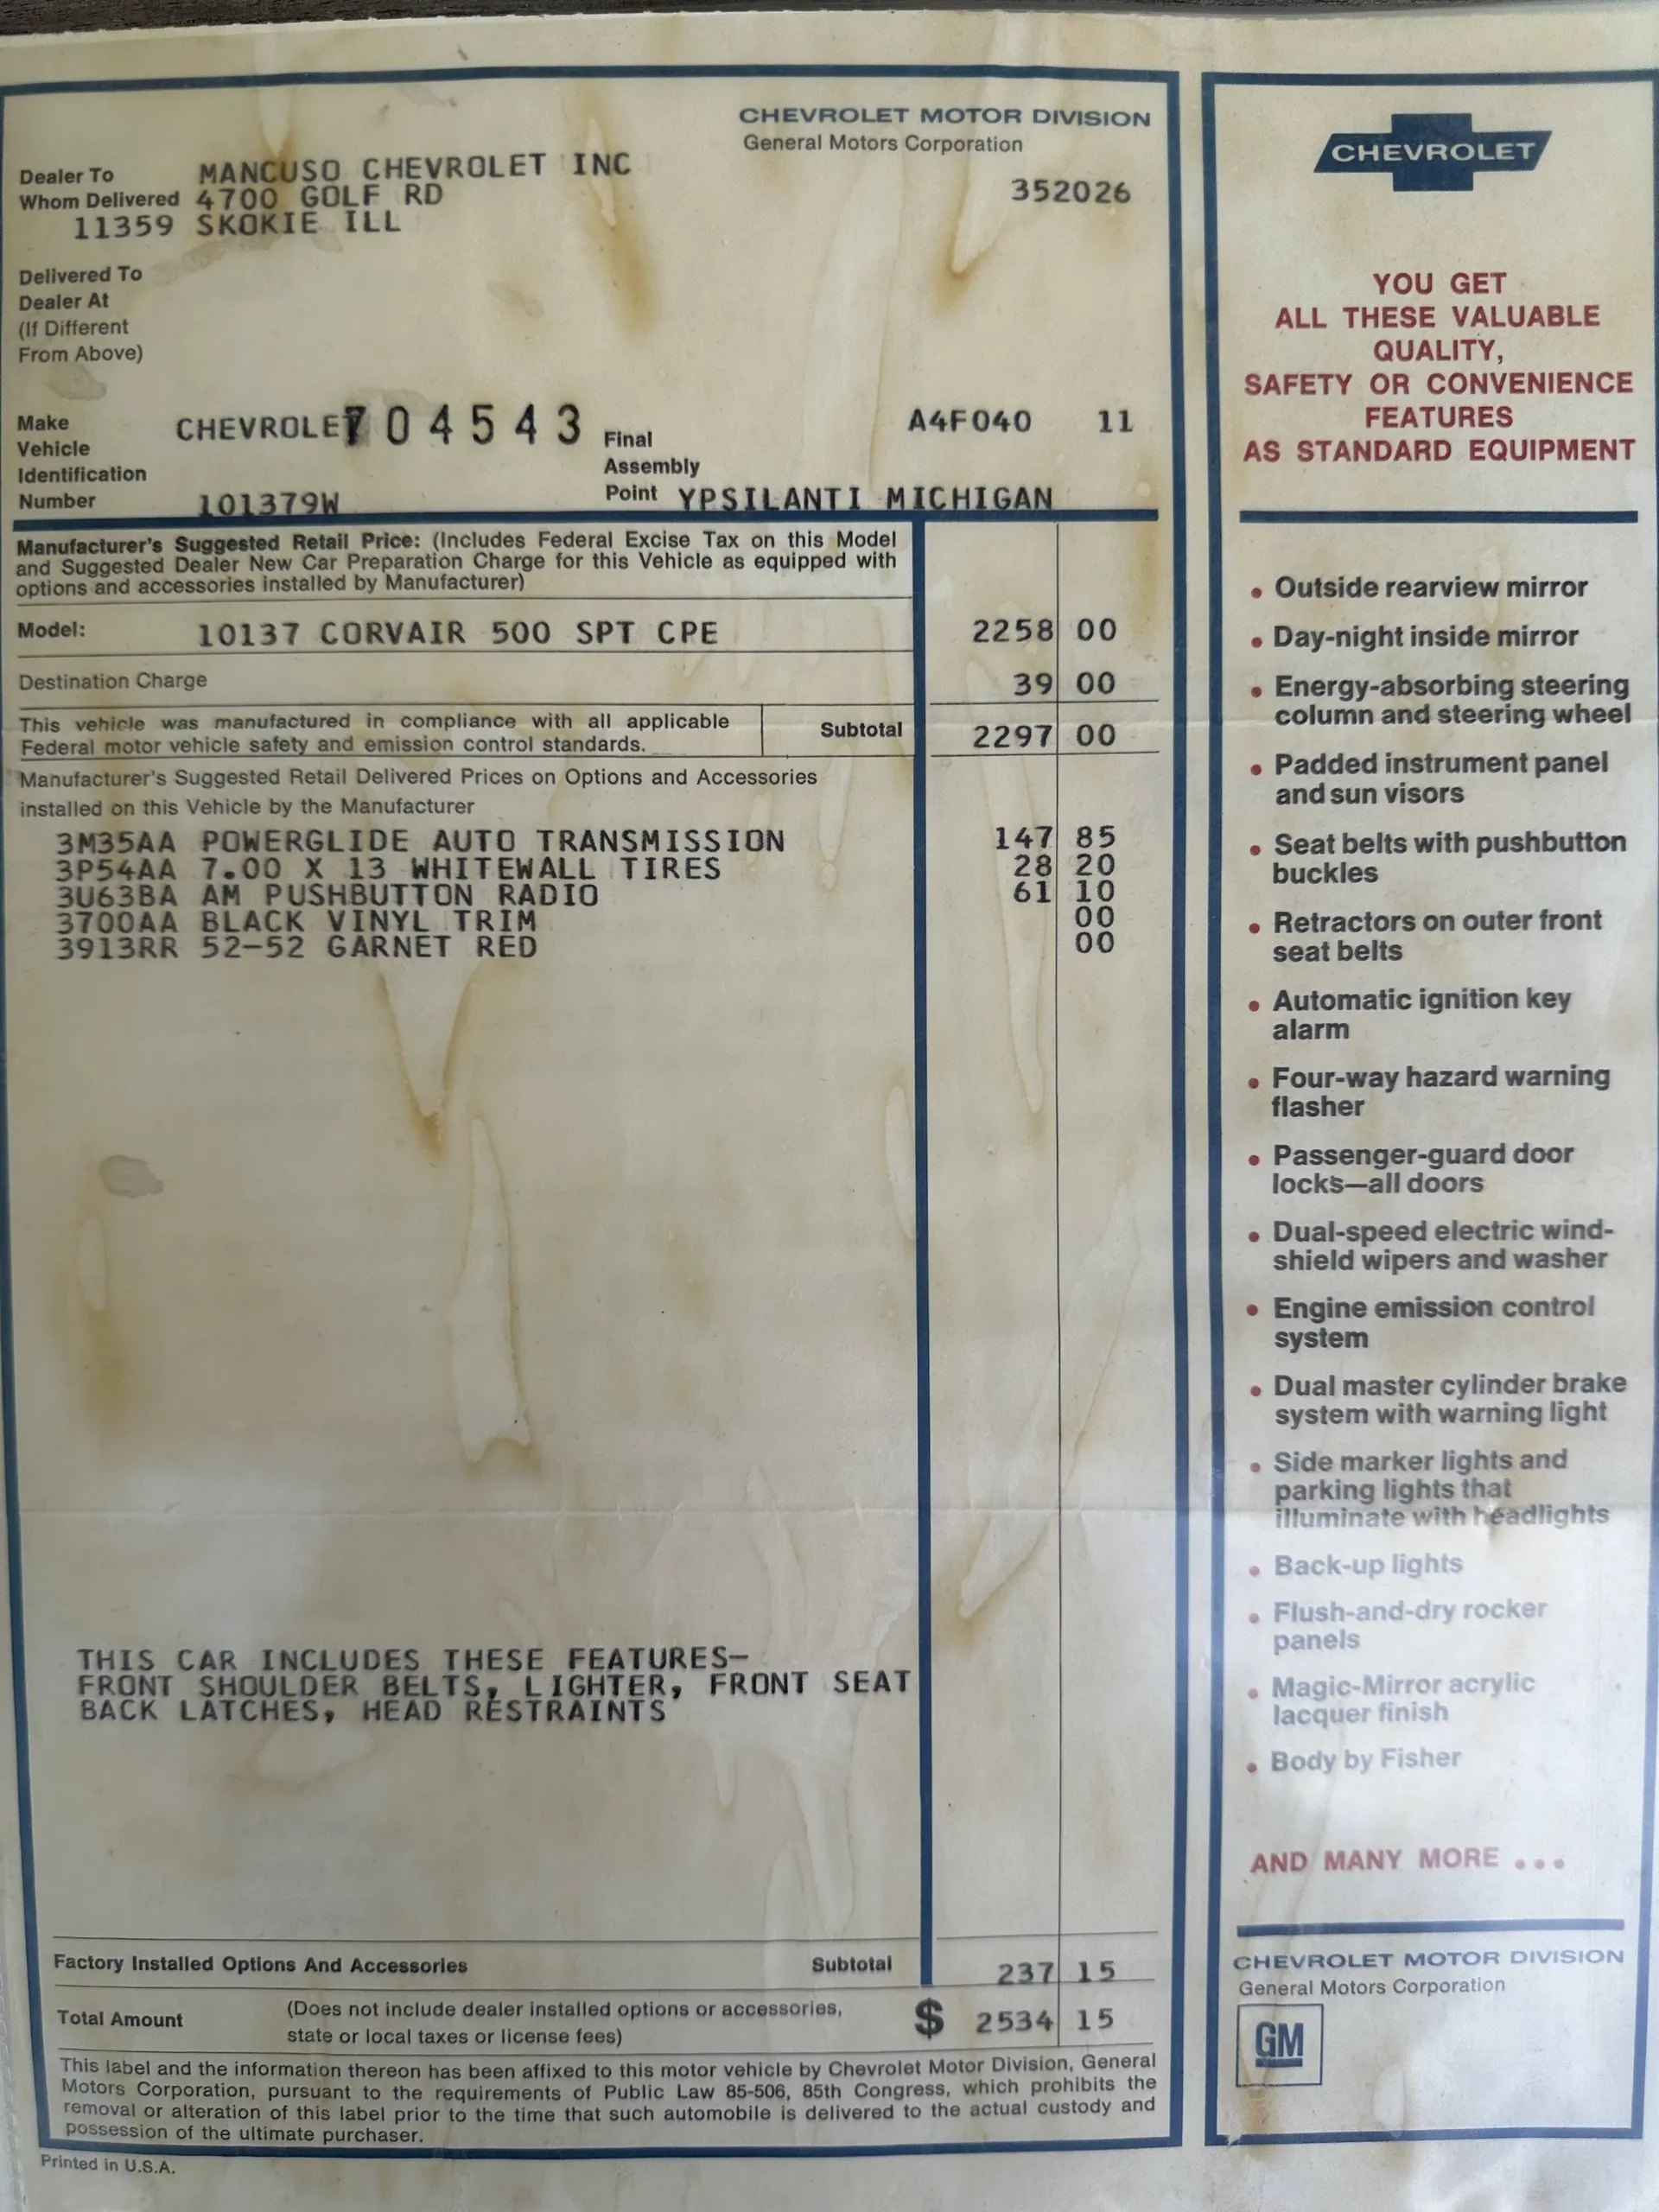 CHEVROLET MOTOR DIVISION
General Motors Corporation
352026
Dealer To MANCUSO CHEVROLET INC
Whom Delivered 4700 GOLF RD
11359 SKOKIE ILL
Delivered To
Dealer At
(If Different
From Above)
Make CHEVROLET 704543 A4F040 11
Vehicle
Identification
Number 101379W
Final
Assembly
Point YPSILANTI MICHIGAN
Manufacturer's Suggested Retail Price: (Includes Federal Excise Tax on this Model
and Suggested Dealer New Car Preparation Charge for this Vehicle as equipped with
options and accessories installed by Manufacturer)
Model: 10137 CORVAIR 500 SPT CPE 2258 00
Destination Charge 39 00
This vehicle was manufactured in compliance with all applicable
Federal motor vehicle safety and emission control standards.
Subtotal 2297 00
Manufacturer's Suggested Retail Delivered Prices on Options and Accessories
installed on this Vehicle by the Manufacturer
3M35AA POWERGLIDE AUTO TRANSMISSION 147 85
3P54AA 7.00 X 13 WHITEWALL TIRES 28 20
3U63BA AM PUSHBUTTON RADIO 61 10
3700AA BLACK VINYL TRIM 00
3913RR 52-52 GARNET RED 00
THIS CAR INCLUDES THESE FEATURES-
FRONT SHOULDER BELTS, LIGHTER, FRONT SEAT
BACK LATCHES, HEAD RESTRAINTS
Factory Installed Options And Accessories Subtotal 237 15
Total Amount (Does not include dealer installed options or accessories,
state or local taxes or license fees) $ 2534 15
This label and the information thereon has been affixed to this motor vehicle by Chevrolet Motor Division, General
Motors Corporation, pursuant to the requirements of Public Law 85-506, 85th Congress, which prohibits the
removal or alteration of this label prior to the time that such automobile is delivered to the actual custody and
possession of the ultimate purchaser.
Printed in U.S.A.
CHEVROLET
YOU GET
ALL THESE VALUABLE
QUALITY,
SAFETY OR CONVENIENCE
FEATURES
AS STANDARD EQUIPMENT
• Outside rearview mirror
• Day-night inside mirror
• Energy-absorbing steering
column and steering wheel
• Padded instrument panel
and sun visors
• Seat belts with pushbutton
buckles
• Retractors on outer front
seat belts
• Automatic ignition key
alarm
• Four-way hazard warning
flasher
• Passenger-guard door
locks—all doors
• Dual-speed electric wind-
shield wipers and washer
• Engine emission control
system
• Dual master cylinder brake
system with warning light
• Side marker lights and
parking lights that
illuminate with headlights
• Back-up lights
• Flush-and-dry rocker
panels
• Magic-Mirror acrylic
lacquer finish
• Body by Fisher
AND MANY MORE ...
CHEVROLET MOTOR DIVISION
General Motors Corporation
GM